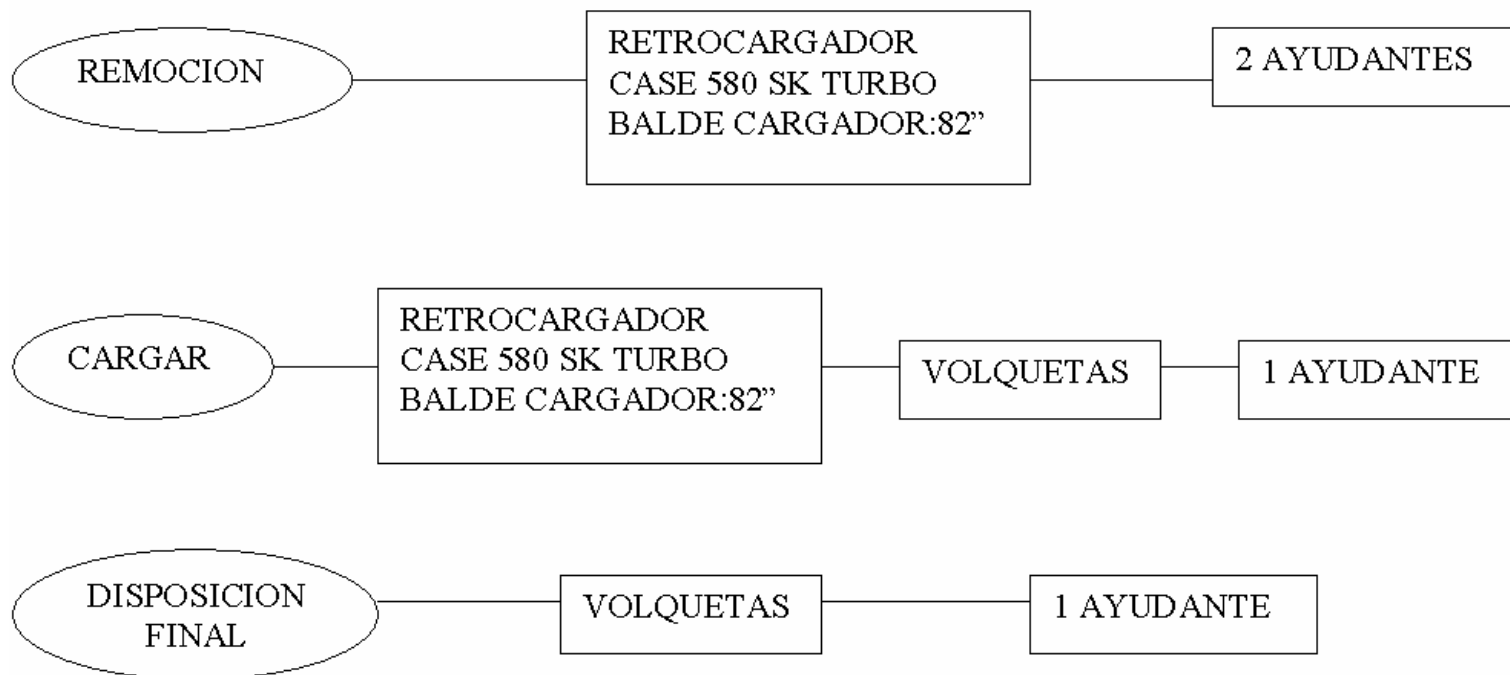 REMOCION
RETROCARGADOR
CASE 580 SK TURBO
BALDE CARGADOR:82”
2 AYUDANTES
CARGAR
RETROCARGADOR
CASE 580 SK TURBO
BALDE CARGADOR:82”
VOLQUETAS
1 AYUDANTE
DISPOSICION
FINAL
VOLQUETAS
1 AYUDANTE